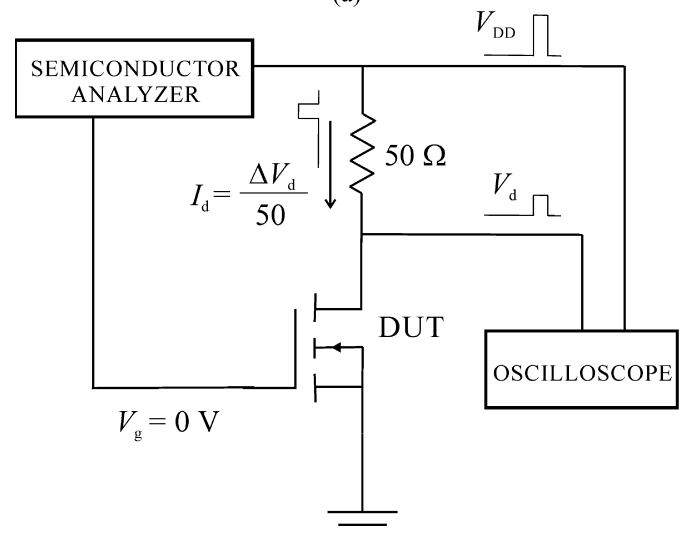 (a)
V_DD
SEMICONDUCTOR
ANALYZER
50 Ω
I_d = ΔV_d / 50
V_d
DUT
OSCILLOSCOPE
V_g = 0 V